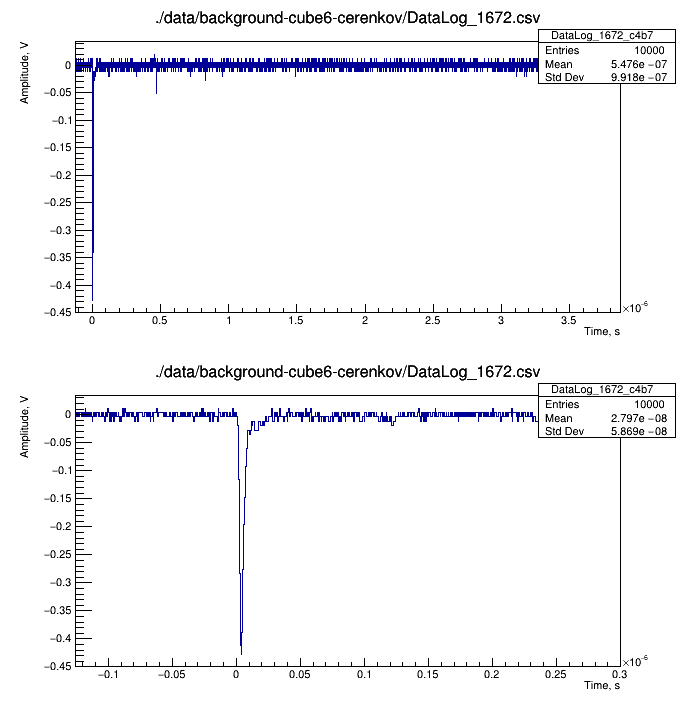 ./data/background-cube6-cerenkov/DataLog_1672.csv
DataLog_1672_c4b7
Entries 10000
Mean 5.476e −07
Std Dev 9.918e −07
Amplitude, V
0
−0.05
−0.1
−0.15
−0.2
−0.25
−0.3
−0.35
−0.4
−0.45
0 0.5 1 1.5 2 2.5 3 3.5
×10-6
Time, s
./data/background-cube6-cerenkov/DataLog_1672.csv
DataLog_1672_c4b7
Entries 10000
Mean 2.797e −08
Std Dev 5.869e −08
Amplitude, V
0
−0.05
−0.1
−0.15
−0.2
−0.25
−0.3
−0.35
−0.4
−0.45
−0.1 −0.05 0 0.05 0.1 0.15 0.2 0.25 0.3
×10-6
Time, s